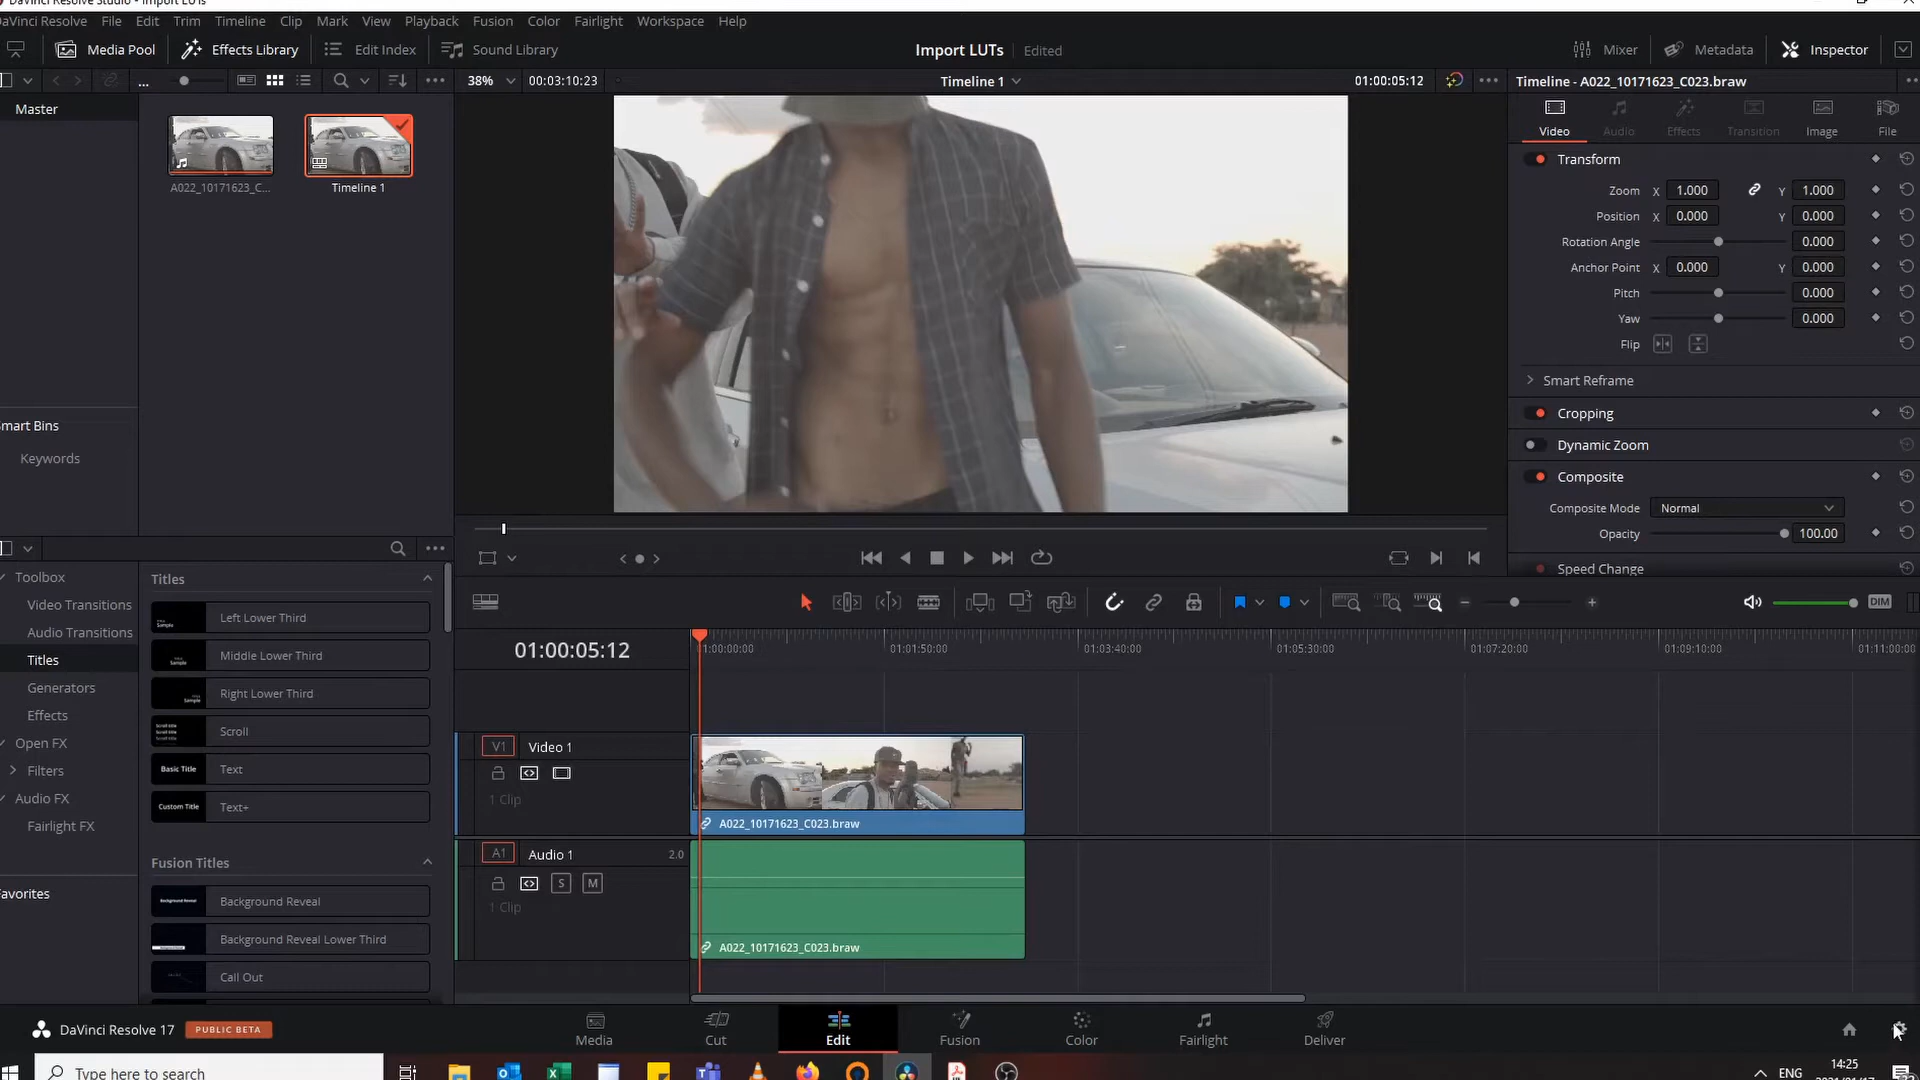 DaVinci Resolve Studio - Import LUTs
DaVinci Resolve File Edit Trim Timeline Clip Mark View Playback Fusion Color Fairlight Workspace Help
Media Pool Effects Library Edit Index Sound Library Import LUTs Edited Mixer Metadata Inspector
... 38% 00:03:10:23 Timeline 1 01:00:05:12 Timeline - A022_10171623_C023.braw
Master
A022_10171623_C...
Timeline 1
Video Audio Effects Transition Image File
Transform
Zoom X 1.000 Y 1.000
Position X 0.000 Y 0.000
Rotation Angle 0.000
Anchor Point X 0.000 Y 0.000
Pitch 0.000
Yaw 0.000
Flip
Smart Reframe
Cropping
Dynamic Zoom
Composite
Composite Mode Normal
Opacity 100.00
Speed Change
Smart Bins
Keywords
Toolbox
Video Transitions
Audio Transitions
Titles
Generators
Effects
Open FX
Filters
Audio FX
Fairlight FX
Favorites
Titles
Left Lower Third
Middle Lower Third
Right Lower Third
Scroll
Basic Title Text
Custom Title Text+
Fusion Titles
Background Reveal
Background Reveal Lower Third
Call Out
DIM
01:00:05:12
01:00:00:00 01:01:50:00 01:03:40:00 01:05:30:00 01:07:20:00 01:09:10:00 01:11:00:00
V1 Video 1
1 Clip
A022_10171623_C023.braw
A1 Audio 1 2.0
S M
1 Clip
A022_10171623_C023.braw
DaVinci Resolve 17 PUBLIC BETA
Media Cut Edit Fusion Color Fairlight Deliver
Type here to search
ENG
14:25